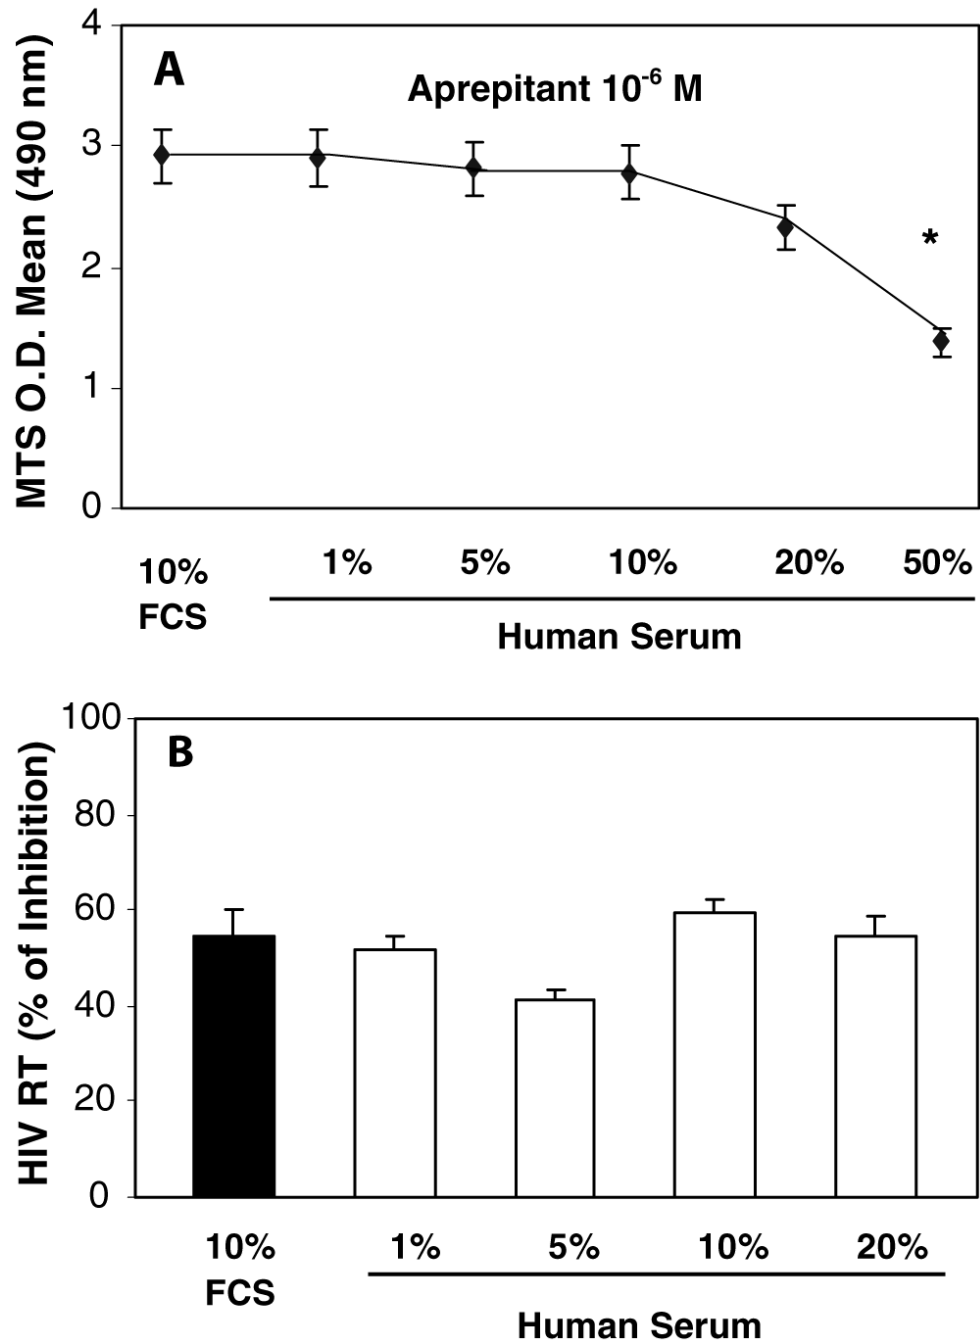 A
Aprepitant 10⁻⁶ M
MTS O.D. Mean (490 nm)
4
3
2
1
0
*
10% FCS
1% 5% 10% 20% 50%
Human Serum
B
HIV RT (% of Inhibition)
100
80
60
40
20
0
10% FCS
1% 5% 10% 20%
Human Serum